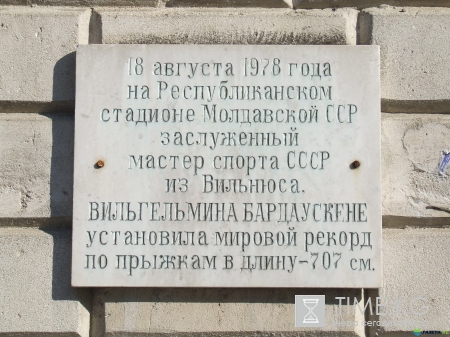 18 августа 1978 года
на Республиканском
стадионе Молдавской ССР
заслуженный
мастер спорта СССР
из Вильнюса.
ВИЛЬГЕЛЬМИНА БАРДАУСКЕНЕ
установила мировой рекорд
по прыжкам в длину-707 см.